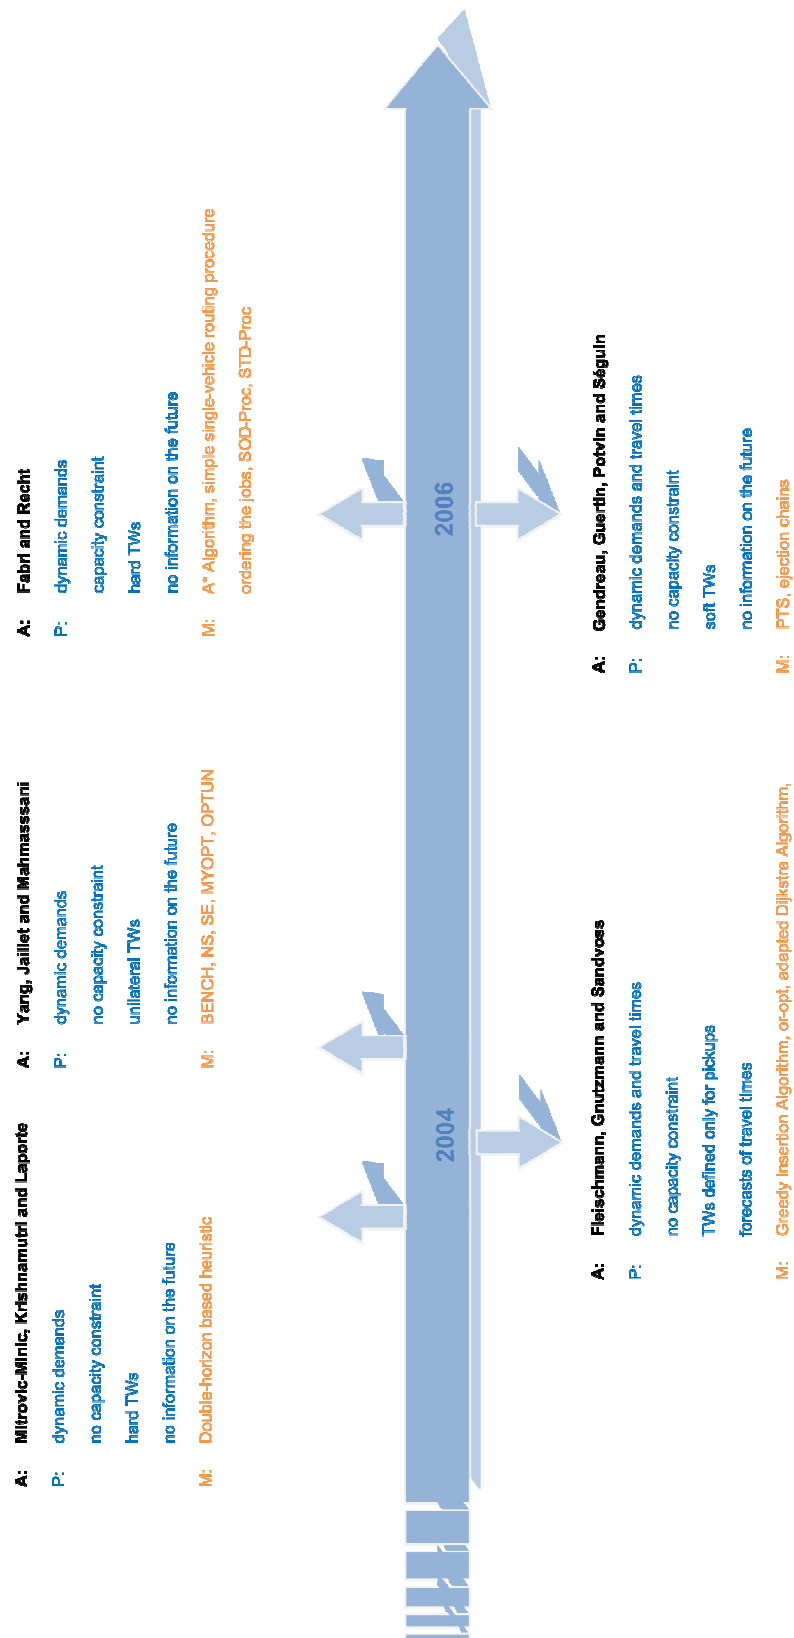 A: Mitrovic-Minic, Krishnamutri and Laporte
P: dynamic demands
no capacity constraint
hard TWs
no information on the future
M: Double-horizon based heuristic
A: Yang, Jaillet and Mahmasssani
P: dynamic demands
no capacity constraint
unilateral TWs
no information on the future
M: BENCH, NS, SE, MYOPT, OPTUN
A: Fabri and Recht
P: dynamic demands
capacity constraint
hard TWs
no information on the future
M: A* Algorithm, simple single-vehicle routing procedure
ordering the jobs, SOD-Proc, STD-Proc
2004
2006
A: Fleischmann, Gnutzmann and Sandvoss
P: dynamic demands and travel times
no capacity constraint
TWs defined only for pickups
forecasts of travel times
M: Greedy Insertion Algorithm, or-opt, adapted Dijkstre Algorithm,
A: Gendreau, Guertin, Potvin and Séguin
P: dynamic demands and travel times
no capacity constraint
soft TWs
no information on the future
M: PTS, ejection chains